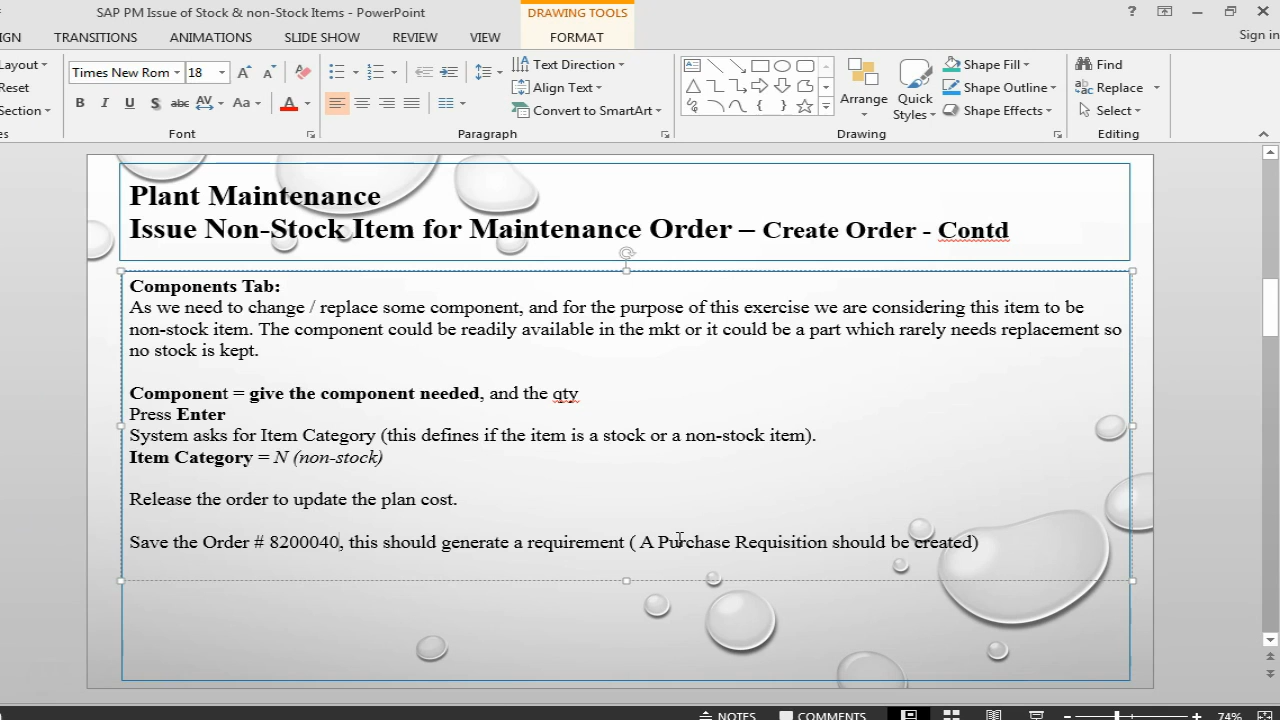 SAP PM Issue of Stock & non-Stock Items - PowerPoint
DRAWING TOOLS
?
IGN TRANSITIONS ANIMATIONS SLIDE SHOW REVIEW VIEW FORMAT
Sign in
Layout
Reset
Section
Times New Rom 18
B I U S abc AV Aa A
Font
Text Direction
Align Text
Convert to SmartArt
Paragraph
Arrange
Quick
Styles
Shape Fill
Shape Outline
Shape Effects
Drawing
Find
Replace
Select
Editing
Plant Maintenance
Issue Non-Stock Item for Maintenance Order – Create Order - Contd
Components Tab:
As we need to change / replace some component, and for the purpose of this exercise we are considering this item to be
non-stock item. The component could be readily available in the mkt or it could be a part which rarely needs replacement so
no stock is kept.
Component = give the component needed, and the qty
Press Enter
System asks for Item Category (this defines if the item is a stock or a non-stock item).
Item Category = N (non-stock)
Release the order to update the plan cost.
Save the Order # 8200040, this should generate a requirement ( A Purchase Requisition should be created)
NOTES COMMENTS 74%